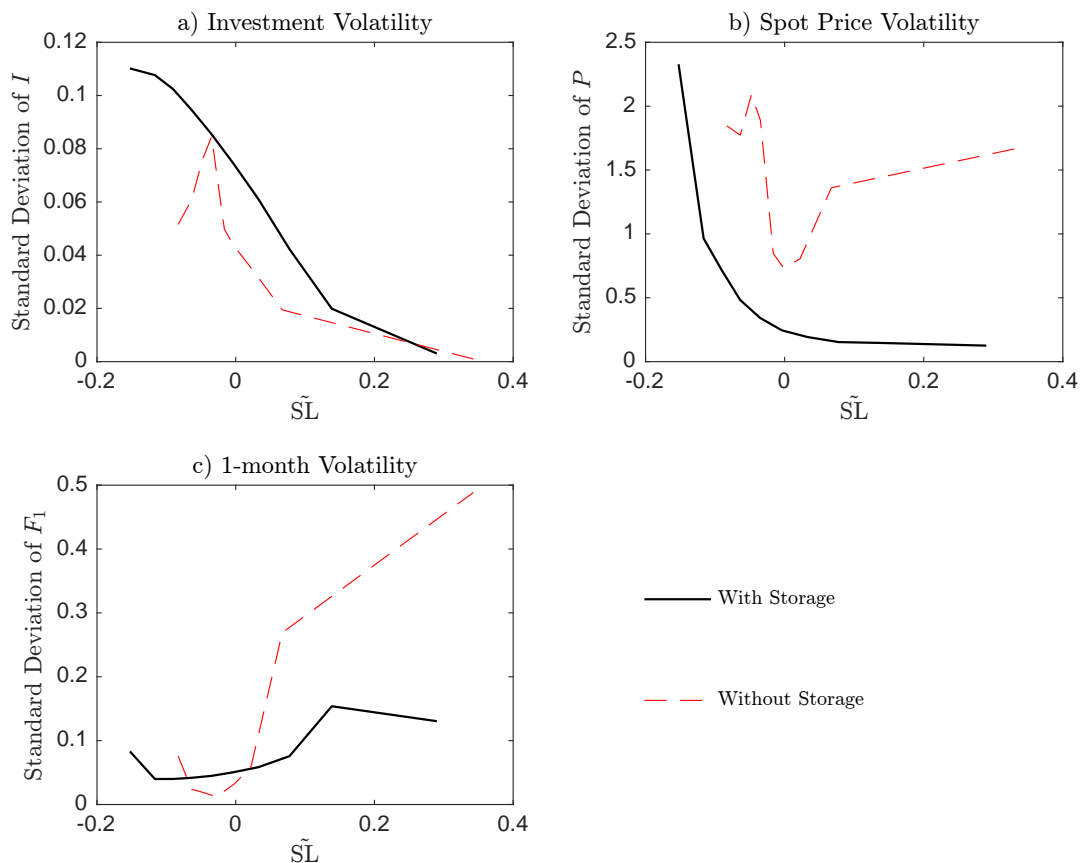 a) Investment Volatility
Standard Deviation of I
0.12
0.1
0.08
0.06
0.04
0.02
0
-0.2 0 0.2 0.4
S̃L
b) Spot Price Volatility
Standard Deviation of P
2.5
2
1.5
1
0.5
0
-0.2 0 0.2 0.4
S̃L
c) 1-month Volatility
Standard Deviation of F₁
0.5
0.4
0.3
0.2
0.1
0
-0.2 0 0.2 0.4
S̃L
With Storage
Without Storage